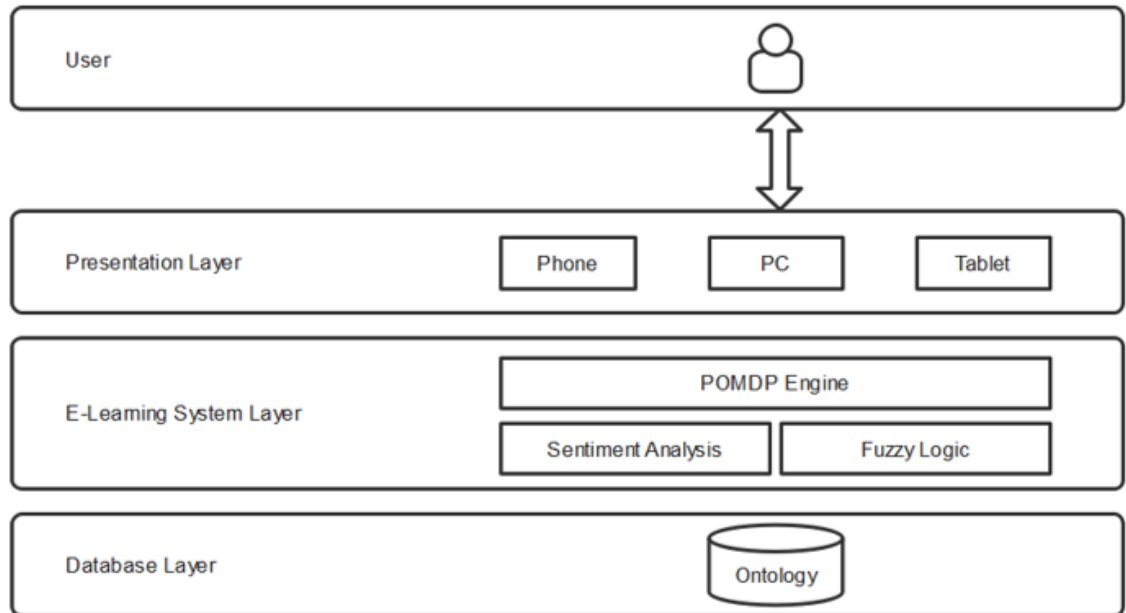 User
Presentation Layer
Phone
PC
Tablet
E-Learning System Layer
POMDP Engine
Sentiment Analysis
Fuzzy Logic
Database Layer
Ontology